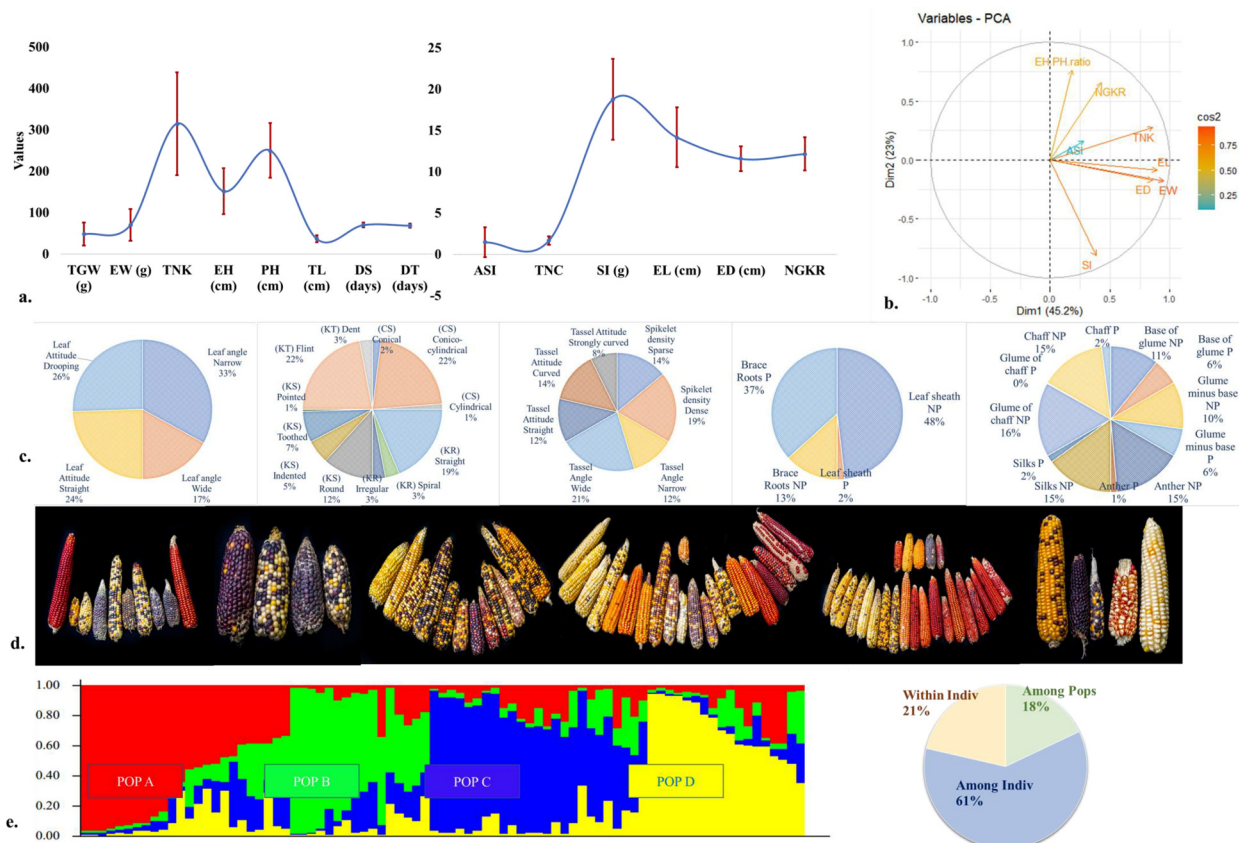 500
400
300
200
100
0
Values
TGW (g)
EW (g)
TNK
EH (cm)
PH (cm)
TL (cm)
DS (days)
DT (days)
25
20
15
10
5
0
-5
ASI
TNC
SI (g)
EL (cm)
ED (cm)
NGKR
a.
Variables - PCA
1.0
0.5
0.0
-0.5
-1.0
Dim2 (23%)
EH.PH.ratio
NGKR
TNK
ASI
EL
ED
EW
SI
-1.0
-0.5
0.0
0.5
1.0
Dim1 (45.2%)
cos2
0.75
0.50
0.25
b.
Leaf
Attitude
Drooping
26%
Leaf angle
Narrow
33%
Leaf
Attitude
Straight
24%
Leaf angle
Wide
17%
(KT) Dent
3%
(CS)
Conical
2%
(CS)
Conico-
cylindrical
22%
(KT) Flint
22%
(KS)
Pointed
1%
(CS)
Cylindrical
1%
(KS)
Toothed
7%
(KR)
Straight
19%
(KS)
Indented
5%
(KS)
Round
12%
(KR)
Irregular
3%
(KR) Spiral
3%
Tassel Attitude
Strongly curved
8%
Spikelet
density
Sparse
14%
Tassel Attitude
Curved
14%
Spikelet
density
Dense
19%
Tassel
Attitude
Straight
12%
Tassel Angle
Wide
21%
Tassel Angle
Narrow
12%
Brace
Roots P
37%
Leaf sheath
NP
48%
Brace
Roots NP
13%
Leaf sheath
P
2%
Chaff NP
15%
Chaff P
2%
Base of
glume NP
11%
Base of
glume P
6%
Glume of
chaff P
0%
Glume
minus base
NP
10%
Glume of
chaff NP
16%
Glume
minus base
P
6%
Silks P
2%
Silks NP
15%
Anther P
1%
Anther NP
15%
c.
d.
1.00
0.80
0.60
0.40
0.20
0.00
POP A
POP B
POP C
POP D
e.
Within Indiv
21%
Among Pops
18%
Among Indiv
61%